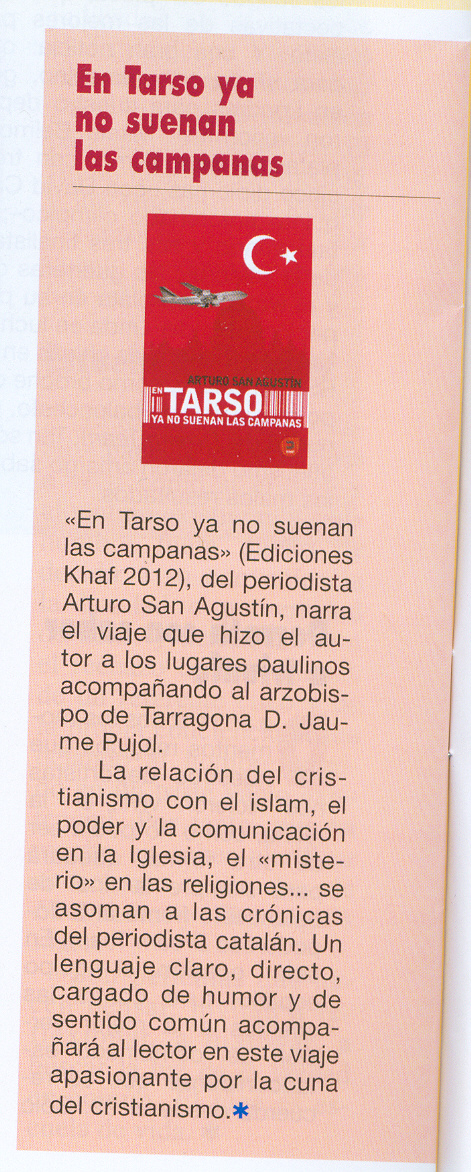 En Tarso ya
no suenan
las campanas
ARTURO SAN AGUSTÍN
EN
TARSO
YA NO SUENAN LAS CAMPANAS
«En Tarso ya no suenan
las campanas» (Ediciones
Khaf 2012), del periodista
Arturo San Agustín, narra
el viaje que hizo el au-
tor a los lugares paulinos
acompañando al arzobis-
po de Tarragona D. Jau-
me Pujol.
La relación del cris-
tianismo con el islam, el
poder y la comunicación
en la Iglesia, el «miste-
rio» en las religiones... se
asoman a las crónicas
del periodista catalán. Un
lenguaje claro, directo,
cargado de humor y de
sentido común acompa-
ñará al lector en este viaje
apasionante por la cuna
del cristianismo.*